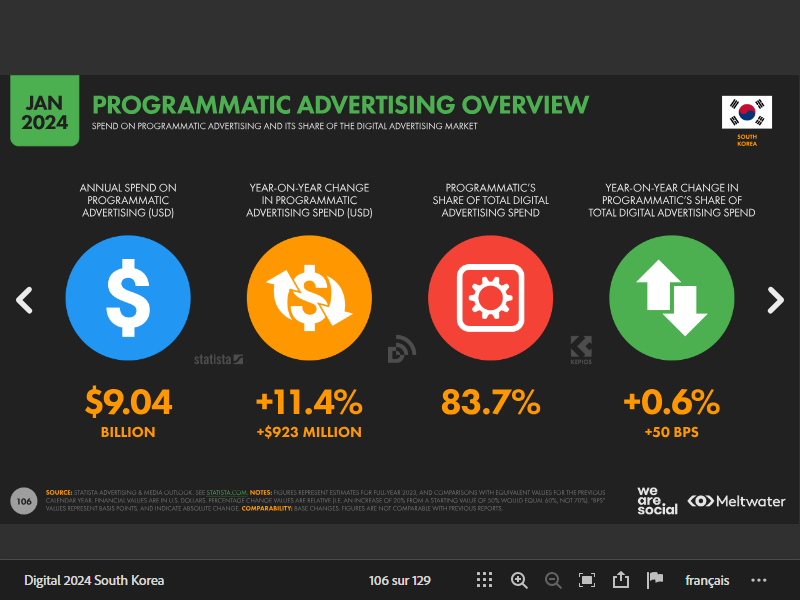 JAN
2024
PROGRAMMATIC ADVERTISING OVERVIEW
SPEND ON PROGRAMMATIC ADVERTISING AND ITS SHARE OF THE DIGITAL ADVERTISING MARKET
SOUTH
KOREA
ANNUAL SPEND ON
PROGRAMMATIC
ADVERTISING (USD)
YEAR-ON-YEAR CHANGE
IN PROGRAMMATIC
ADVERTISING SPEND (USD)
PROGRAMMATIC'S
SHARE OF TOTAL DIGITAL
ADVERTISING SPEND
YEAR-ON-YEAR CHANGE IN
PROGRAMMATIC'S SHARE OF
TOTAL DIGITAL ADVERTISING SPEND
$
$
statista
KEPIOS
$9.04
BILLION
+11.4%
+$923 MILLION
83.7%
+0.6%
+50 BPS
106
SOURCE: STATISTA ADVERTISING & MEDIA OUTLOOK. SEE STATISTA.COM. NOTES: FIGURES REPRESENT ESTIMATES FOR FULL-YEAR 2023, AND COMPARISONS WITH EQUIVALENT VALUES FOR THE PREVIOUS
CALENDAR YEAR. FINANCIAL VALUES ARE IN U.S. DOLLARS. PERCENTAGE CHANGE VALUES ARE RELATIVE (I.E. AN INCREASE OF 20% FROM A STARTING VALUE OF 50% WOULD EQUAL 60%, NOT 70%). "BPS"
VALUES REPRESENT BASIS POINTS, AND INDICATE ABSOLUTE CHANGE. COMPARABILITY: BASE CHANGES. FIGURES ARE NOT COMPARABLE WITH PREVIOUS REPORTS.
we
are.
social
Meltwater
Digital 2024 South Korea
106 sur 129
français